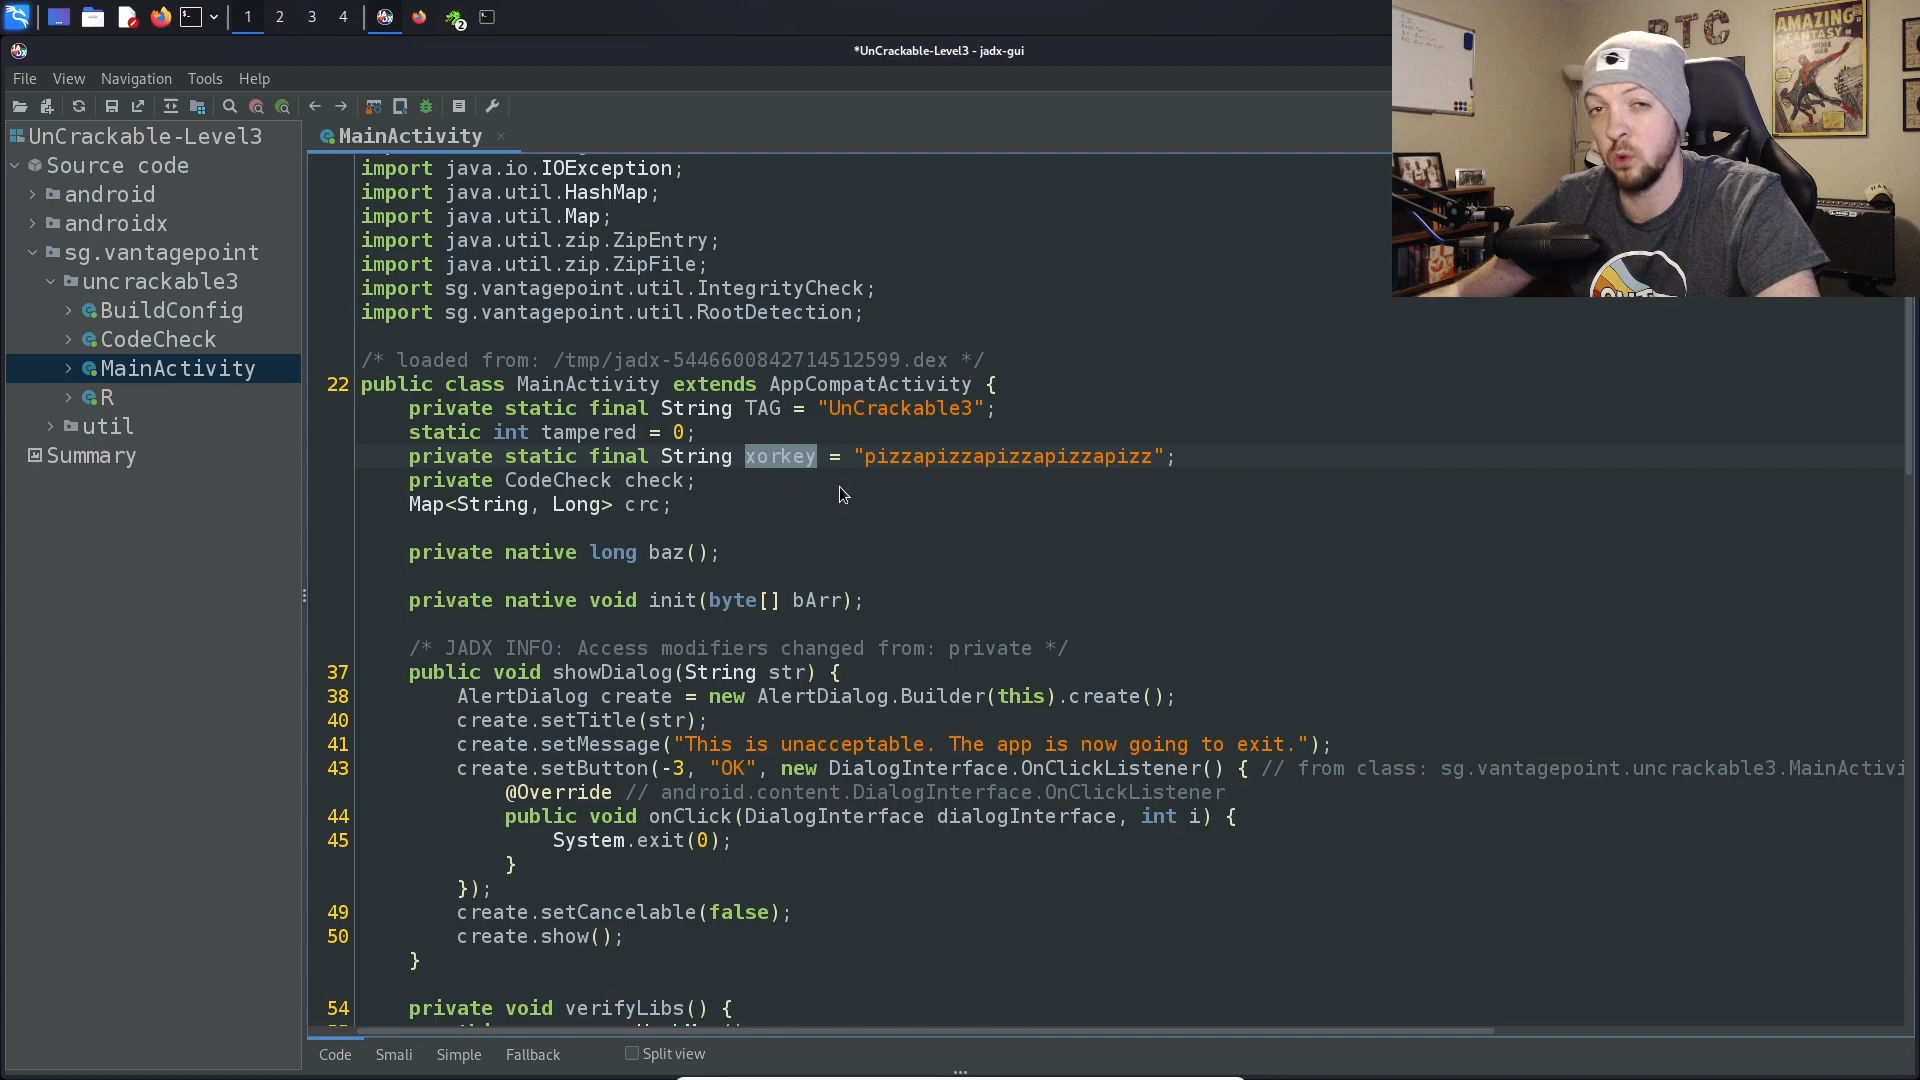 1 2 3 4
2
*UnCrackable-Level3 - jadx-gui
File View Navigation Tools Help
UnCrackable-Level3
Source code
android
androidx
sg.vantagepoint
uncrackable3
BuildConfig
CodeCheck
MainActivity
R
util
Summary
MainActivity
import java.io.IOException;
import java.util.HashMap;
import java.util.Map;
import java.util.zip.ZipEntry;
import java.util.zip.ZipFile;
import sg.vantagepoint.util.IntegrityCheck;
import sg.vantagepoint.util.RootDetection;
/* loaded from: /tmp/jadx-5446600842714512599.dex */
22 public class MainActivity extends AppCompatActivity {
private static final String TAG = "UnCrackable3";
static int tampered = 0;
private static final String xorkey = "pizzapizzapizzapizzapizz";
private CodeCheck check;
Map<String, Long> crc;
private native long baz();
private native void init(byte[] bArr);
/* JADX INFO: Access modifiers changed from: private */
37 public void showDialog(String str) {
38 AlertDialog create = new AlertDialog.Builder(this).create();
40 create.setTitle(str);
41 create.setMessage("This is unacceptable. The app is now going to exit.");
43 create.setButton(-3, "OK", new DialogInterface.OnClickListener() { // from class: sg.vantagepoint.uncrackable3.MainActivi
@Override // android.content.DialogInterface.OnClickListener
44 public void onClick(DialogInterface dialogInterface, int i) {
45 System.exit(0);
}
});
49 create.setCancelable(false);
50 create.show();
}
54 private void verifyLibs() {
Code Smali Simple Fallback Split view
BTC
AMAZING
FANTASY